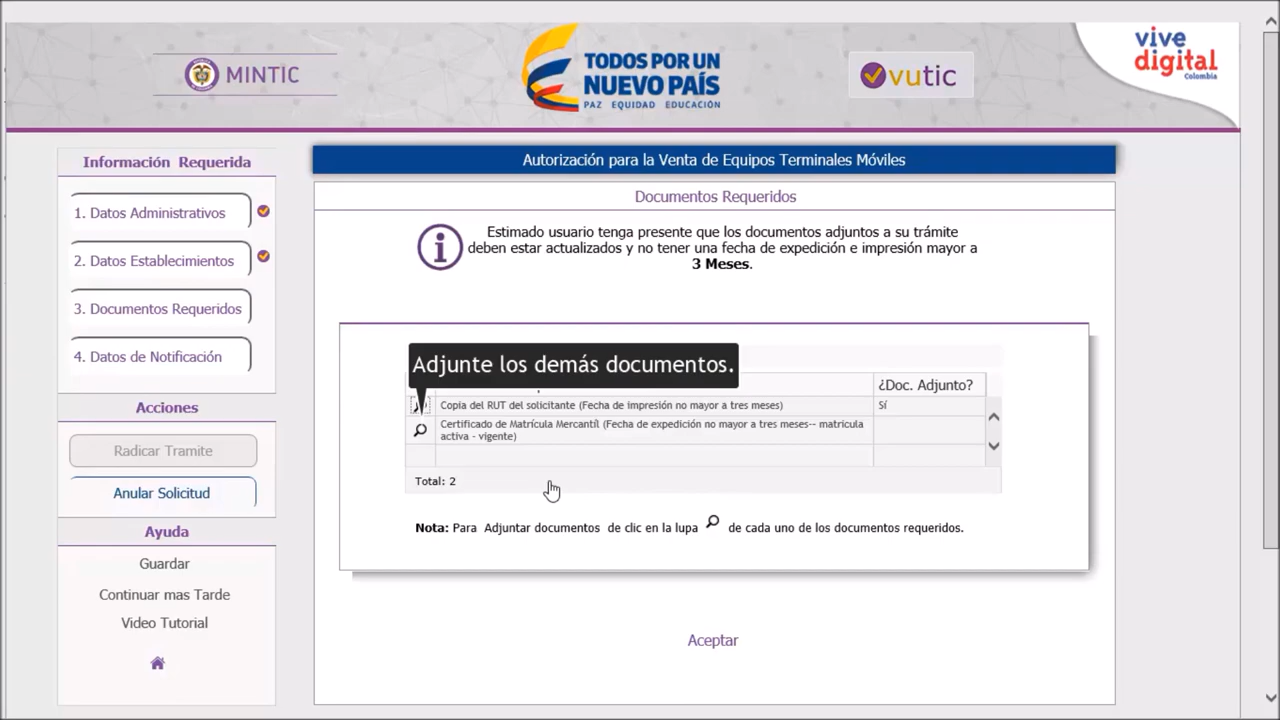 MINTIC
TODOS POR UN
NUEVO PAÍS
PAZ EQUIDAD EDUCACIÓN
vutic
vive
digital
Colombia
Información Requerida
1. Datos Administrativos
2. Datos Establecimientos
3. Documentos Requeridos
4. Datos de Notificación
Acciones
Radicar Tramite
Anular Solicitud
Ayuda
Guardar
Continuar mas Tarde
Video Tutorial
Autorización para la Venta de Equipos Terminales Móviles
Documentos Requeridos
Estimado usuario tenga presente que los documentos adjuntos a su trámite
deben estar actualizados y no tener una fecha de expedición e impresión mayor a
3 Meses.
Adjunte los demás documentos.
¿Doc. Adjunto?
Copia del RUT del solicitante (Fecha de impresión no mayor a tres meses) Sí
Certificado de Matrícula Mercantíl (Fecha de expedición no mayor a tres meses-- matricula
activa - vigente)
Total: 2
Nota: Para Adjuntar documentos de clic en la lupa de cada uno de los documentos requeridos.
Aceptar